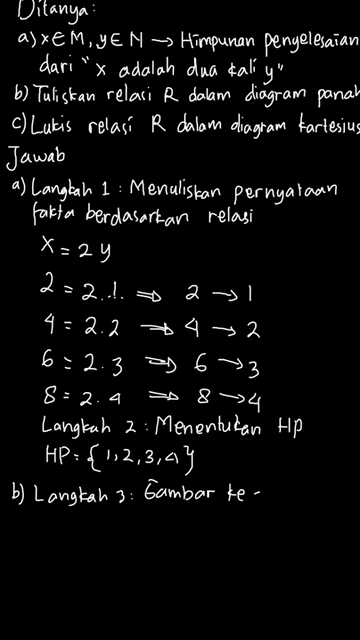 Ditanya:
a) x ∈ M, y ∈ N → Himpunan penyelesaian
dari "x adalah dua kali y"
b) Tuliskan relasi R dalam diagram panah
c) Lukis relasi R dalam diagram kartesius
Jawab
a) Langkah 1 : Menuliskan pernyataan
fakta berdasarkan relasi
x = 2 y
2 = 2.1. ⇒ 2 → 1
4 = 2.2 ⇒ 4 → 2
6 = 2.3 ⇒ 6 → 3
8 = 2.4 ⇒ 8 → 4
Langkah 2 : Menentukan HP
HP = {1, 2, 3, 4}
b) Langkah 3 : Gambar ke -